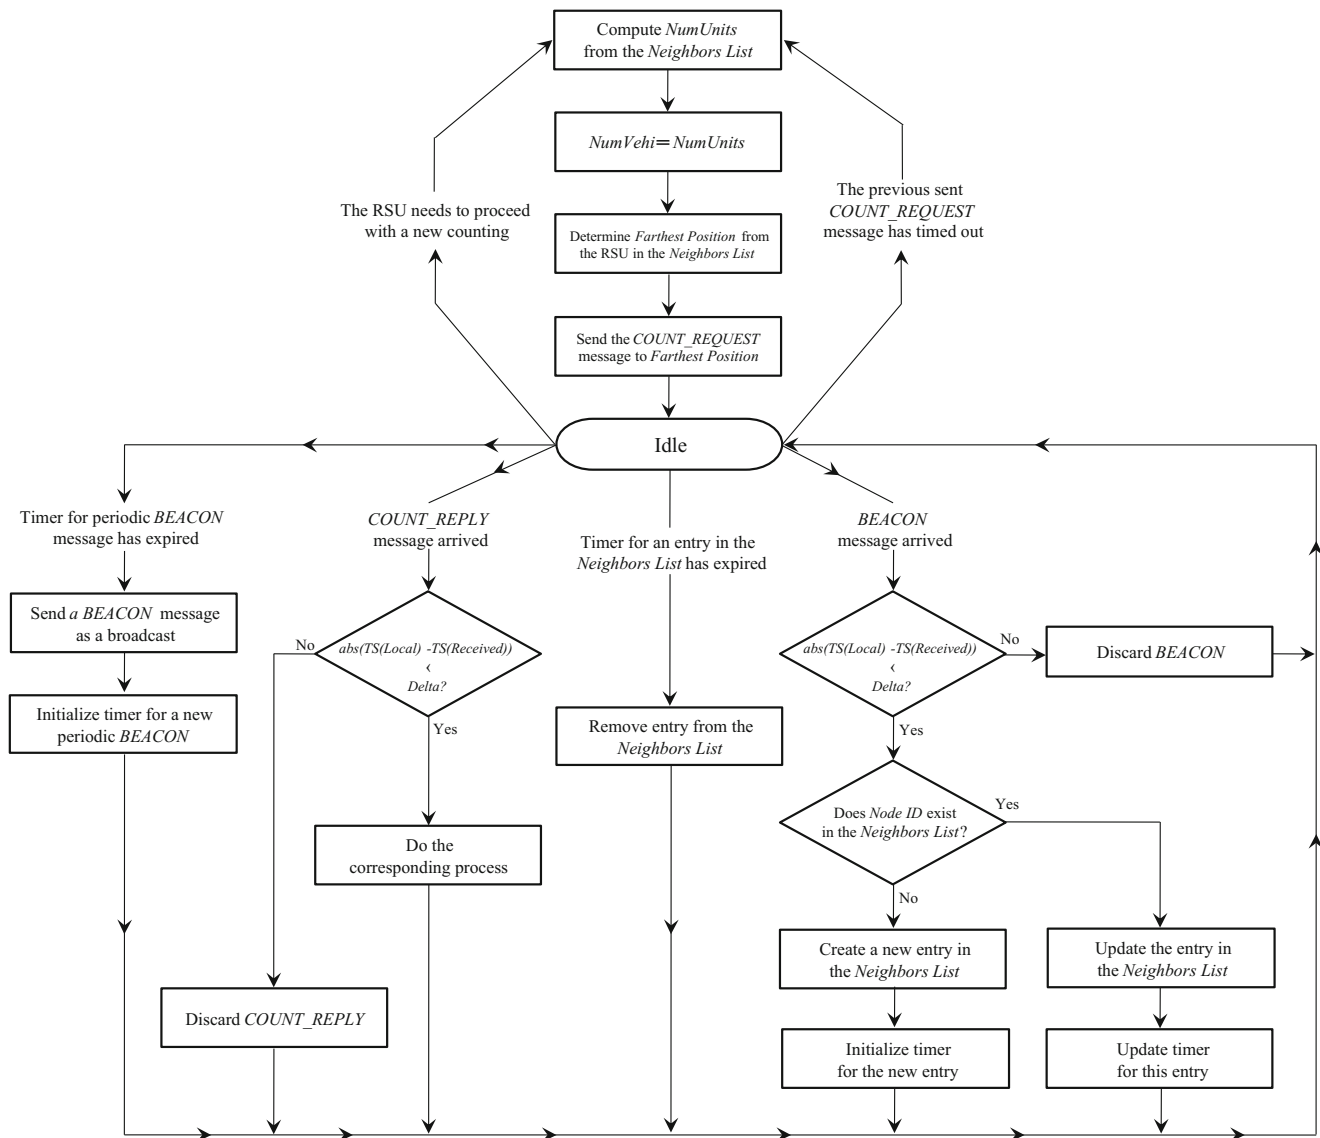 Compute NumUnits
from the Neighbors List
NumVehi=NumUnits
The RSU needs to proceed
with a new counting
The previous sent
COUNT_REQUEST
message has timed out
Determine Farthest Position from
the RSU in the Neighbors List
Send the COUNT_REQUEST
message to Farthest Position
Idle
Timer for periodic BEACON
message has expired
COUNT_REPLY
message arrived
Timer for an entry in the
Neighbors List has expired
BEACON
message arrived
Send a BEACON message
as a broadcast
Initialize timer for a new
periodic BEACON
No
abs(TS(Local) -TS(Received))
‹
Delta?
Yes
Remove entry from the
Neighbors List
abs(TS(Local) -TS(Received))
‹
Delta?
No
Discard BEACON
Yes
Does Node ID exist
in the Neighbors List?
Yes
No
Do the
corresponding process
Discard COUNT_REPLY
Create a new entry in
the Neighbors List
Update the entry in
the Neighbors List
Initialize timer
for the new entry
Update timer
for this entry